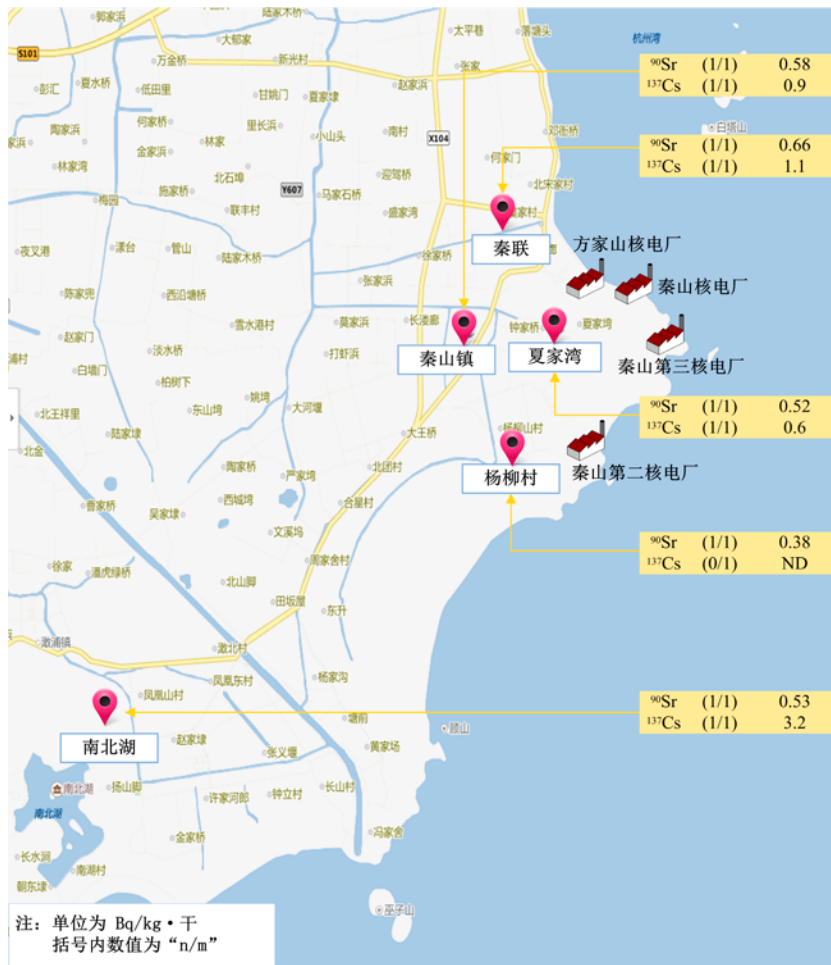 郭家浜
陆家木桥
太平巷
落塘头
杭州湾
大郁家
S101
万金桥
新光村
张家
⁹⁰Sr (1/1) 0.58
¹³⁷Cs (1/1) 0.9
彭汇
夏水桥
低田里
甘姚门
夏家埭
赵家浜
白塔山
何家桥
里长浜
陶家浜
小山头
南村
X104
邓衙桥
⁹⁰Sr (1/1) 0.66
¹³⁷Cs (1/1) 1.1
金家浜
林家
何家门
林家湾
北石埠
迎驾桥
施家桥
Y607
马家石桥
北宋家村
梅园
联丰村
盛家湾
秦联
方家山核电厂
夜叉港
漾台
管山
陆家木桥
徐家桥
秦山核电厂
陈家兜
西沿塘桥
张家浜
雪水港村
莫家浜
长溇廊
钟家桥
夏家塆
赵家门
秦山镇
夏家湾
秦山第三核电厂
淡水桥
打虾浜
白墙门
柏树下
姚塆
⁹⁰Sr (1/1) 0.52
¹³⁷Cs (1/1) 0.6
北王祥里
东山塆
大河堰
陆家埭
大王桥
杨柳山村
北金
陶家桥
北团村
杨柳村
秦山第二核电厂
严家塆
曹家桥
西城塆
吴家埭
合星村
文溪坞
⁹⁰Sr (1/1) 0.38
¹³⁷Cs (0/1) ND
徐家
潘虎绿桥
北山脚
周家舍村
田坂屋
东升
澉浦镇
澉北村
杨家沟
凤凰山村
凤凰东村
⁹⁰Sr (1/1) 0.53
¹³⁷Cs (1/1) 3.2
塘前
南北湖
赵家埭
张义堰
黄家场
南北湖
扬山脚
许家河郎
钟立村
长山村
南北湖
金家桥
冯家舍
长水涧
南湖村
朝东埭
巫子山
注：单位为 Bq/kg·干
括号内数值为“n/m”